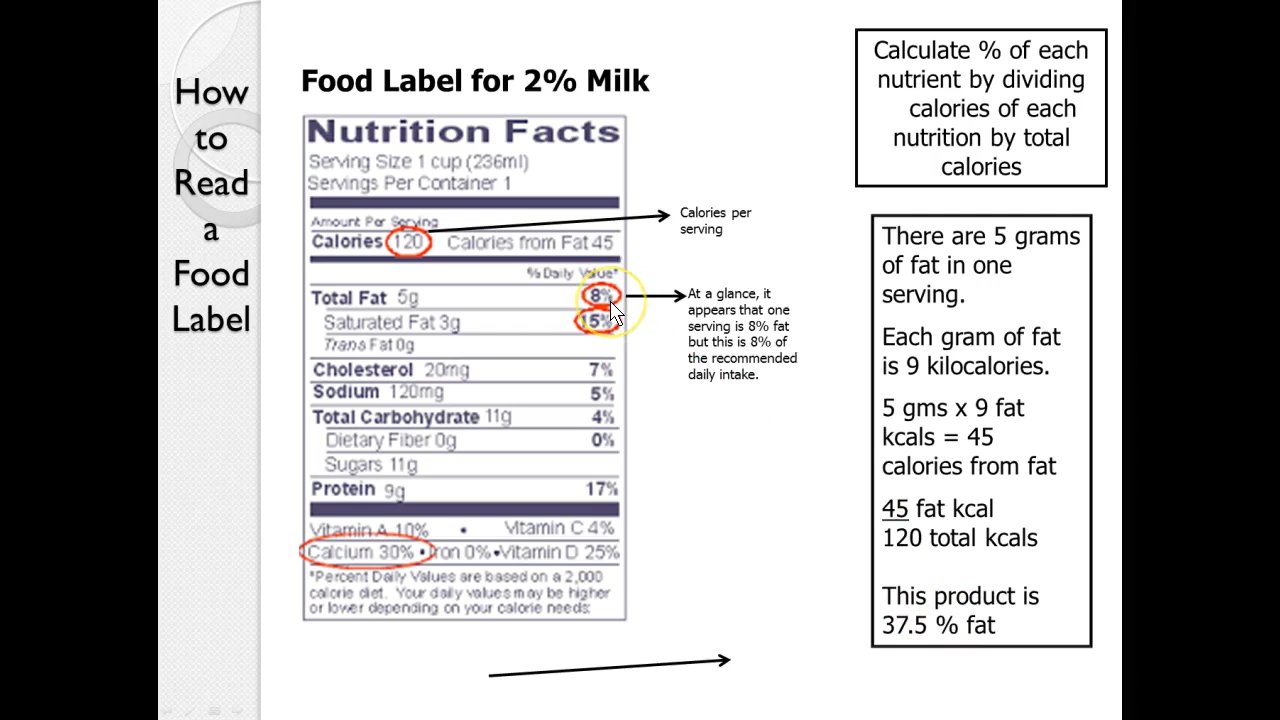 How
to
Read
a
Food
Label
Food Label for 2% Milk
Nutrition Facts
Serving Size 1 cup (236ml)
Servings Per Container 1
Amount Per Serving
Calories 120 Calories from Fat 45
% Daily Value*
Total Fat 5g 8%
Saturated Fat 3g 15%
Trans Fat 0g
Cholesterol 20mg 7%
Sodium 120mg 5%
Total Carbohydrate 11g 4%
Dietary Fiber 0g 0%
Sugars 11g
Protein 9g 17%
Vitamin A 10% • Vitamin C 4%
Calcium 30% • Iron 0% • Vitamin D 25%
*Percent Daily Values are based on a 2,000
calorie diet. Your daily values may be higher
or lower depending on your calorie needs:
Calories per
serving
At a glance, it
appears that one
serving is 8% fat
but this is 8% of
the recommended
daily intake.
Calculate % of each
nutrient by dividing
calories of each
nutrition by total
calories
There are 5 grams
of fat in one
serving.
Each gram of fat
is 9 kilocalories.
5 gms x 9 fat
kcals = 45
calories from fat
45 fat kcal
120 total kcals
This product is
37.5 % fat